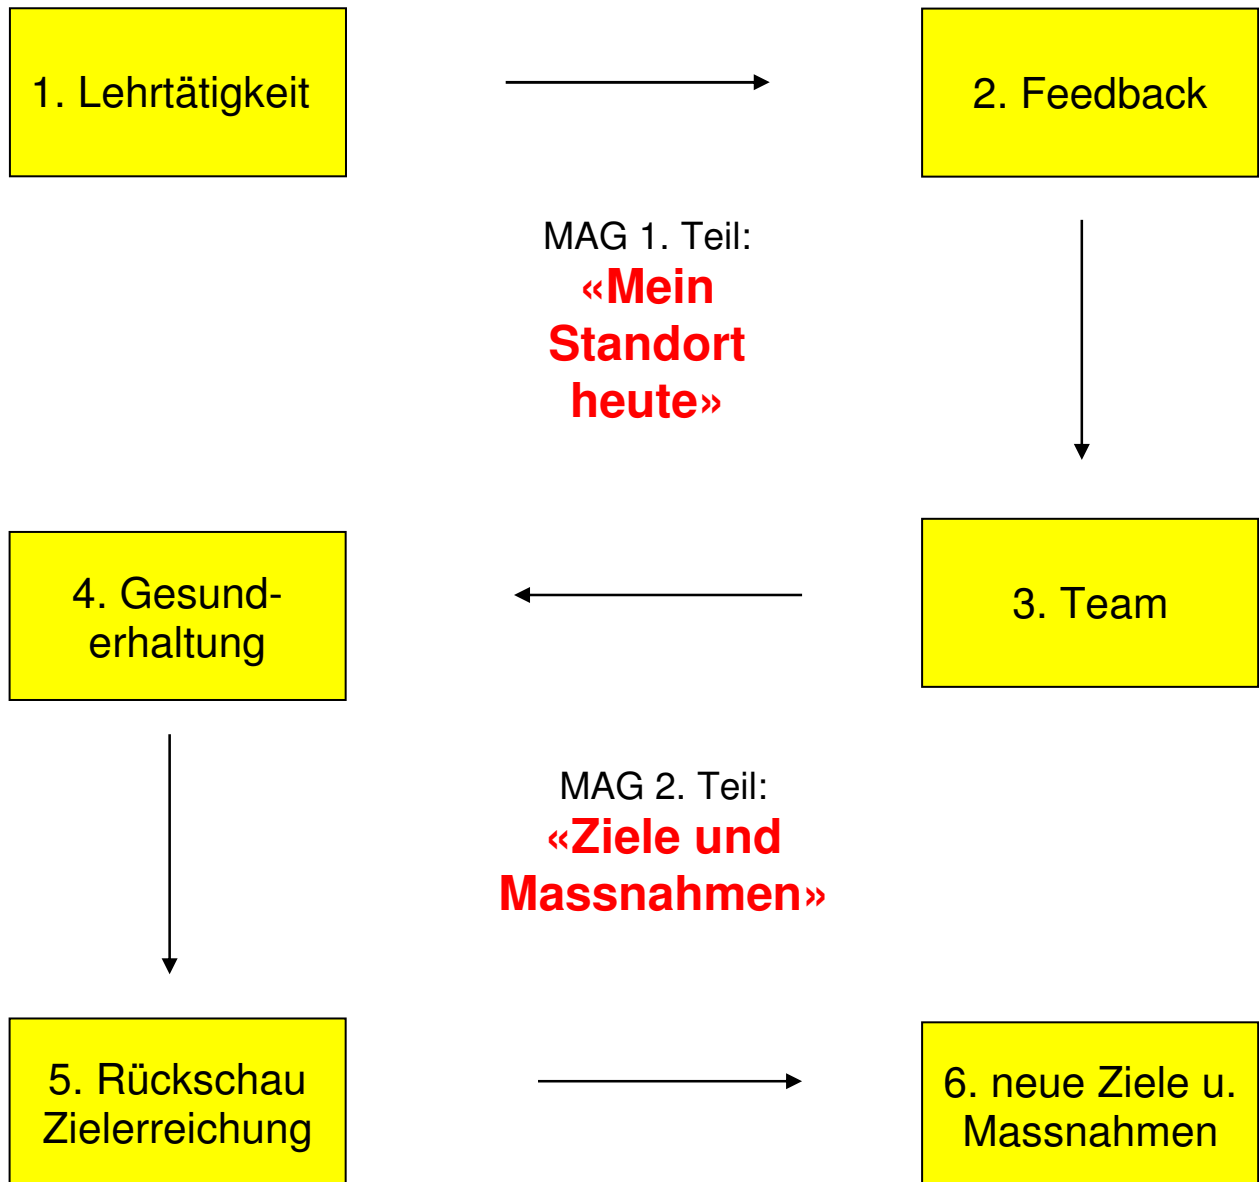 1. Lehrtätigkeit
2. Feedback
MAG 1. Teil:
«Mein
Standort
heute»
4. Gesund-
erhaltung
3. Team
MAG 2. Teil:
«Ziele und
Massnahmen»
5. Rückschau
Zielerreichung
6. neue Ziele u.
Massnahmen